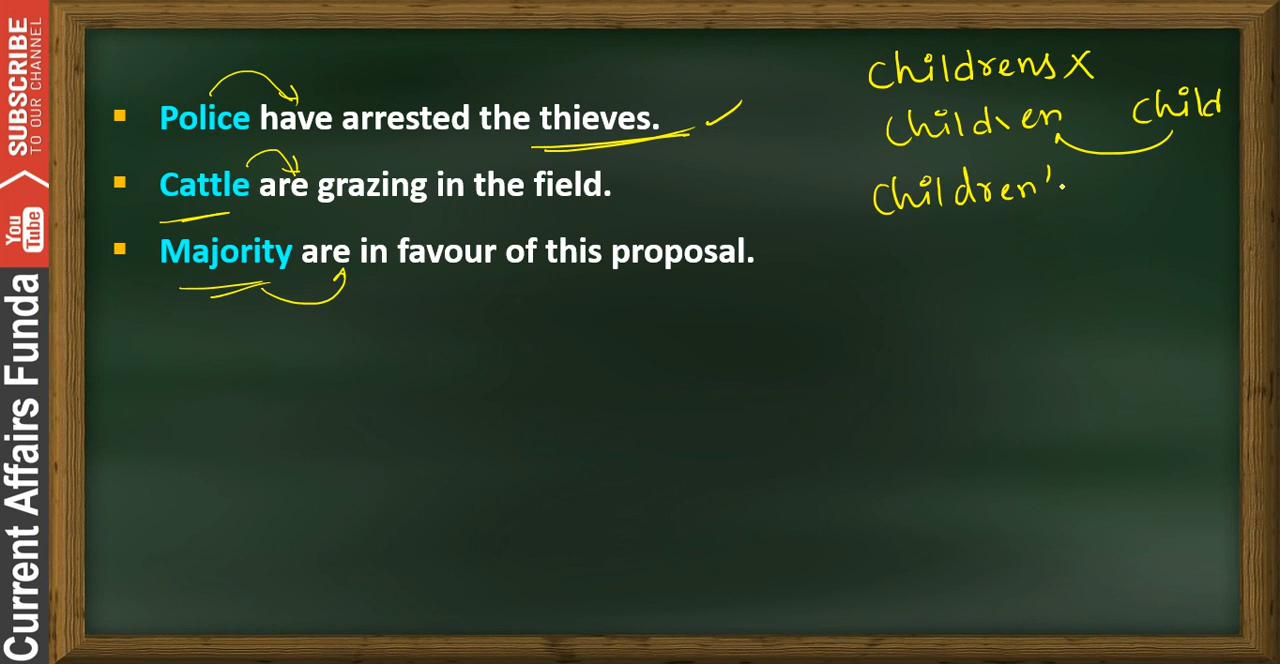 SUBSCRIBE
TO OUR CHANNEL
You
Tube
Current Affairs Funda
▪ Police have arrested the thieves.
▪ Cattle are grazing in the field.
▪ Majority are in favour of this proposal.
Childrens X
Children
Child
Children'